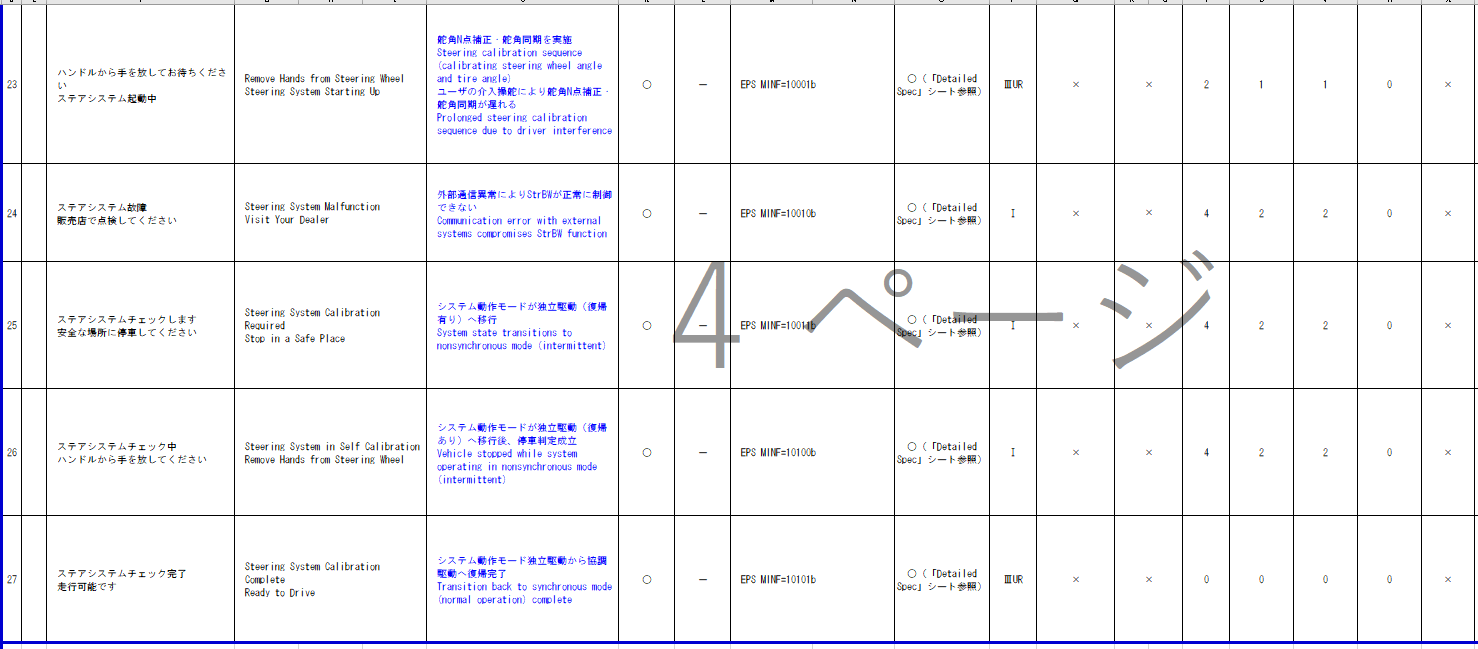 23
ハンドルから手を放してお待ちくださ
い
ステアシステム起動中
Remove Hands from Steering Wheel
Steering System Starting Up
舵角N点補正・舵角同期を実施
Steering calibration sequence
(calibrating steering wheel angle
and tire angle)
ユーザの介入操舵により舵角N点補正・
舵角同期が遅れる
Prolonged steering calibration
sequence due to driver interference
○
―
EPS MINF=10001b
○（「Detailed
Spec」シート参照）
ⅢUR
×
×
2
1
1
0
×
24
ステアシステム故障
販売店で点検してください
Steering System Malfunction
Visit Your Dealer
外部通信異常によりStrBWが正常に制御
できない
Communication error with external
systems compromises StrBW function
○
―
EPS MINF=10010b
○（「Detailed
Spec」シート参照）
Ⅰ
×
×
4
2
2
0
×
25
ステアシステムチェックします
安全な場所に停車してください
Steering System Calibration
Required
Stop in a Safe Place
システム動作モードが独立駆動（復帰
有り）へ移行
System state transitions to
nonsynchronous mode (intermittent)
○
―
EPS MINF=10011b
○（「Detailed
Spec」シート参照）
Ⅰ
×
×
4
2
2
0
×
4 ページ
26
ステアシステムチェック中
ハンドルから手を放してください
Steering System in Self Calibration
Remove Hands from Steering Wheel
システム動作モードが独立駆動（復帰
あり）へ移行後、停車判定成立
Vehicle stopped while system
operating in nonsynchronous mode
(intermittent)
○
―
EPS MINF=10100b
○（「Detailed
Spec」シート参照）
Ⅰ
×
×
4
2
2
0
×
27
ステアシステムチェック完了
走行可能です
Steering System Calibration
Complete
Ready to Drive
システム動作モード独立駆動から協調
駆動へ復帰完了
Transition back to synchronous mode
(normal operation) complete
○
―
EPS MINF=10101b
○（「Detailed
Spec」シート参照）
ⅢUR
×
×
0
0
0
0
×